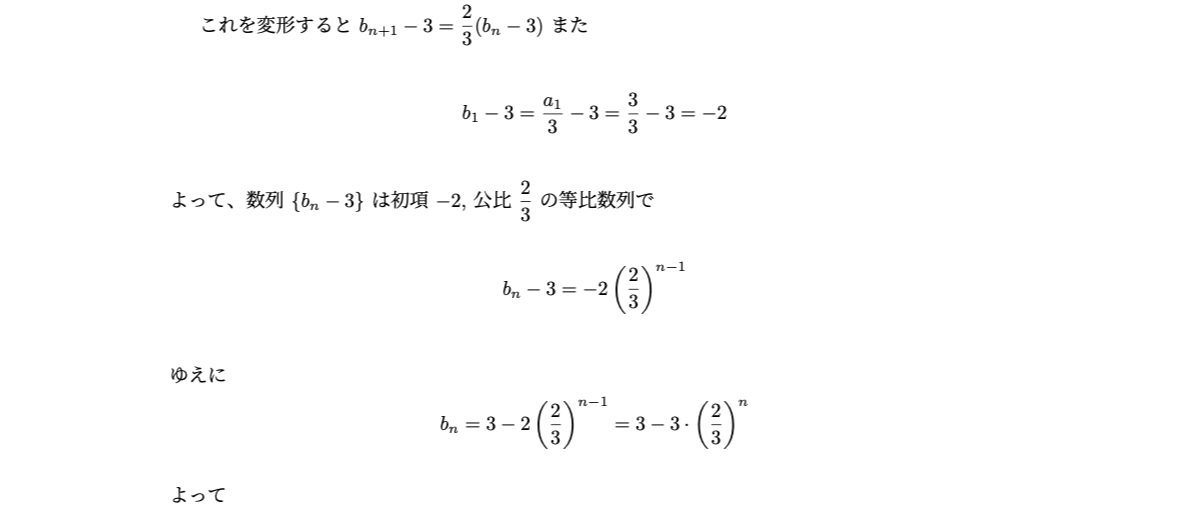 これを変形すると $b_{n+1} - 3 = \frac{2}{3}(b_n - 3)$ また
$b_1 - 3 = \frac{a_1}{3} - 3 = \frac{3}{3} - 3 = -2$
よって、数列 $\{b_n - 3\}$ は初項 $-2$, 公比 $\frac{2}{3}$ の等比数列で
$b_n - 3 = -2\left(\frac{2}{3}\right)^{n-1}$
ゆえに
$b_n = 3 - 2\left(\frac{2}{3}\right)^{n-1} = 3 - 3 \cdot \left(\frac{2}{3}\right)^n$
よって